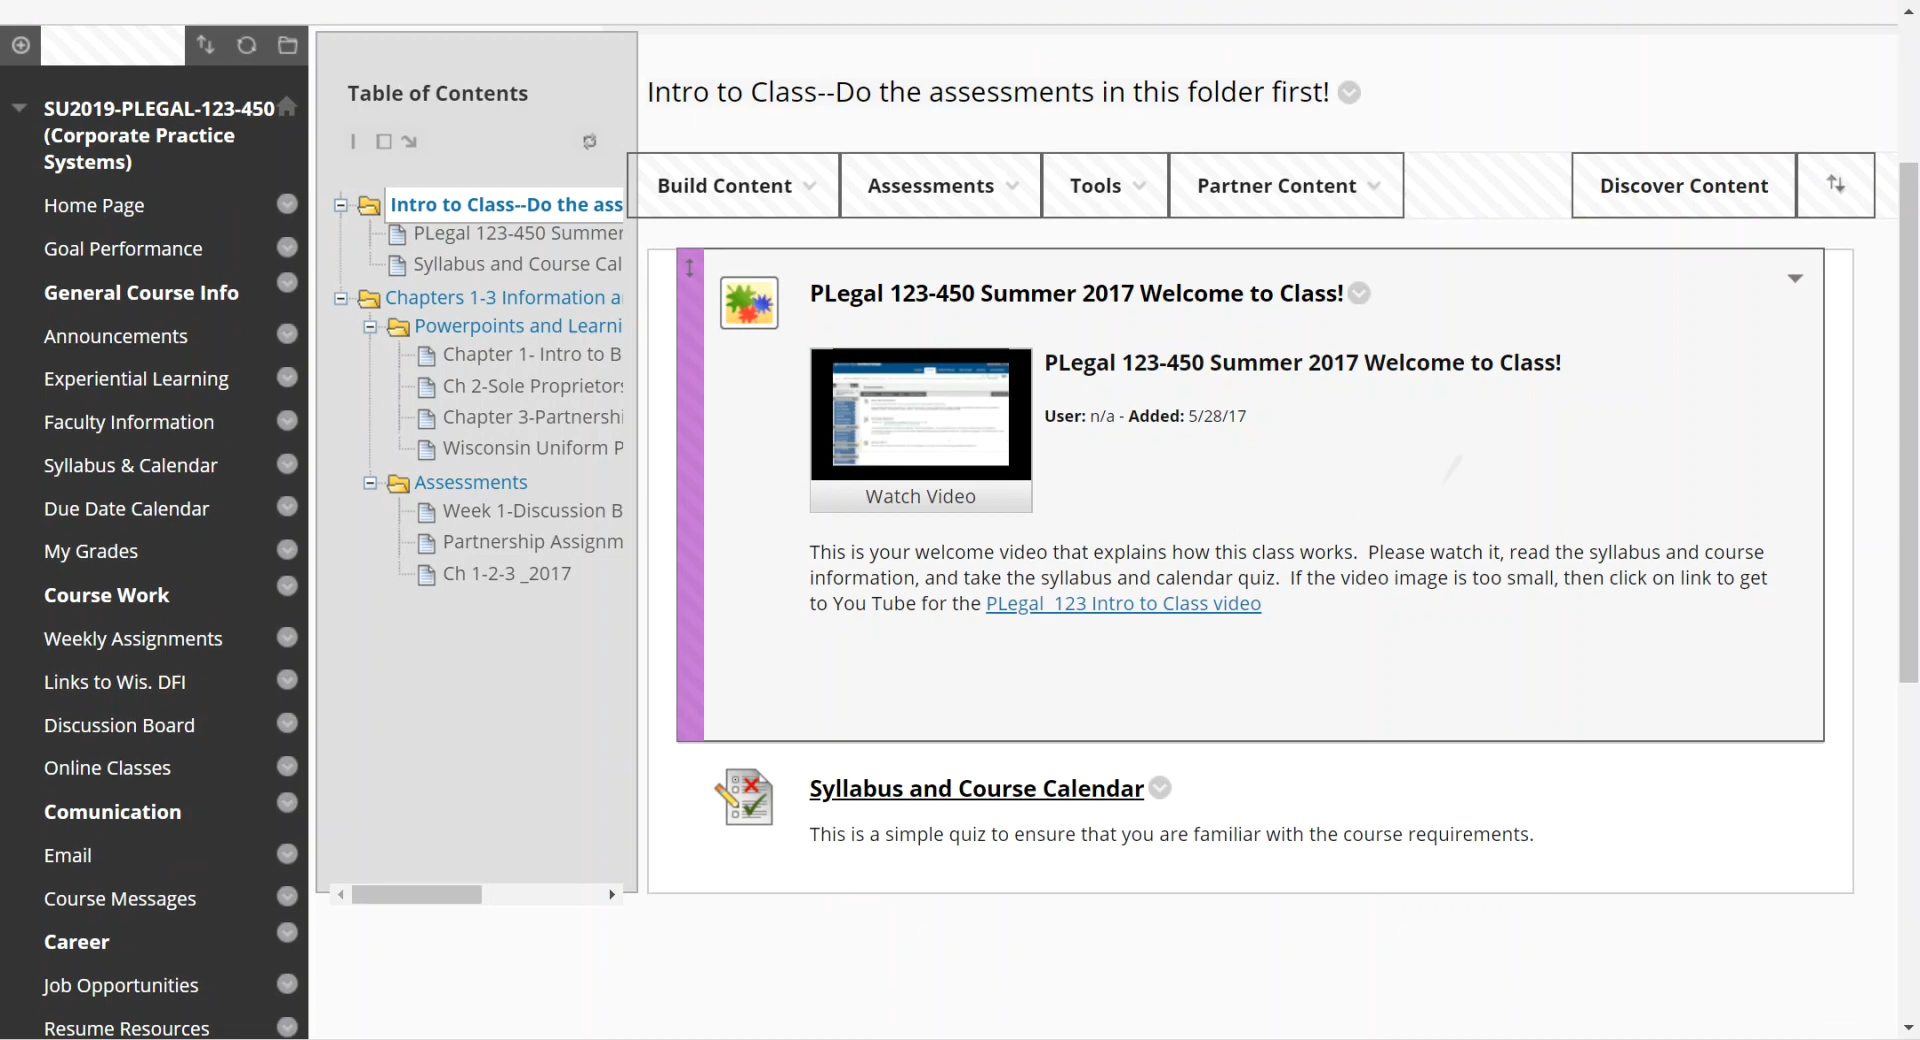 SU2019-PLEGAL-123-450
(Corporate Practice
Systems)
Home Page
Goal Performance
General Course Info
Announcements
Experiential Learning
Faculty Information
Syllabus & Calendar
Due Date Calendar
My Grades
Course Work
Weekly Assignments
Links to Wis. DFI
Discussion Board
Online Classes
Comunication
Email
Course Messages
Career
Job Opportunities
Resume Resources
Table of Contents
Intro to Class--Do the ass
PLegal 123-450 Summer
Syllabus and Course Cal
Chapters 1-3 Information a
Powerpoints and Learni
Chapter 1- Intro to B
Ch 2-Sole Proprietors
Chapter 3-Partnershi
Wisconsin Uniform P
Assessments
Week 1-Discussion B
Partnership Assignm
Ch 1-2-3 _2017
Intro to Class--Do the assessments in this folder first!
Build Content Assessments Tools Partner Content Discover Content
PLegal 123-450 Summer 2017 Welcome to Class!
PLegal 123-450 Summer 2017 Welcome to Class!
User: n/a - Added: 5/28/17
Watch Video
This is your welcome video that explains how this class works. Please watch it, read the syllabus and course
information, and take the syllabus and calendar quiz. If the video image is too small, then click on link to get
to You Tube for the PLegal 123 Intro to Class video
Syllabus and Course Calendar
This is a simple quiz to ensure that you are familiar with the course requirements.